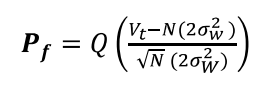 P_f = Q ( (V_t − N(2σ_w^2)) / (√N (2σ_W^2)) )